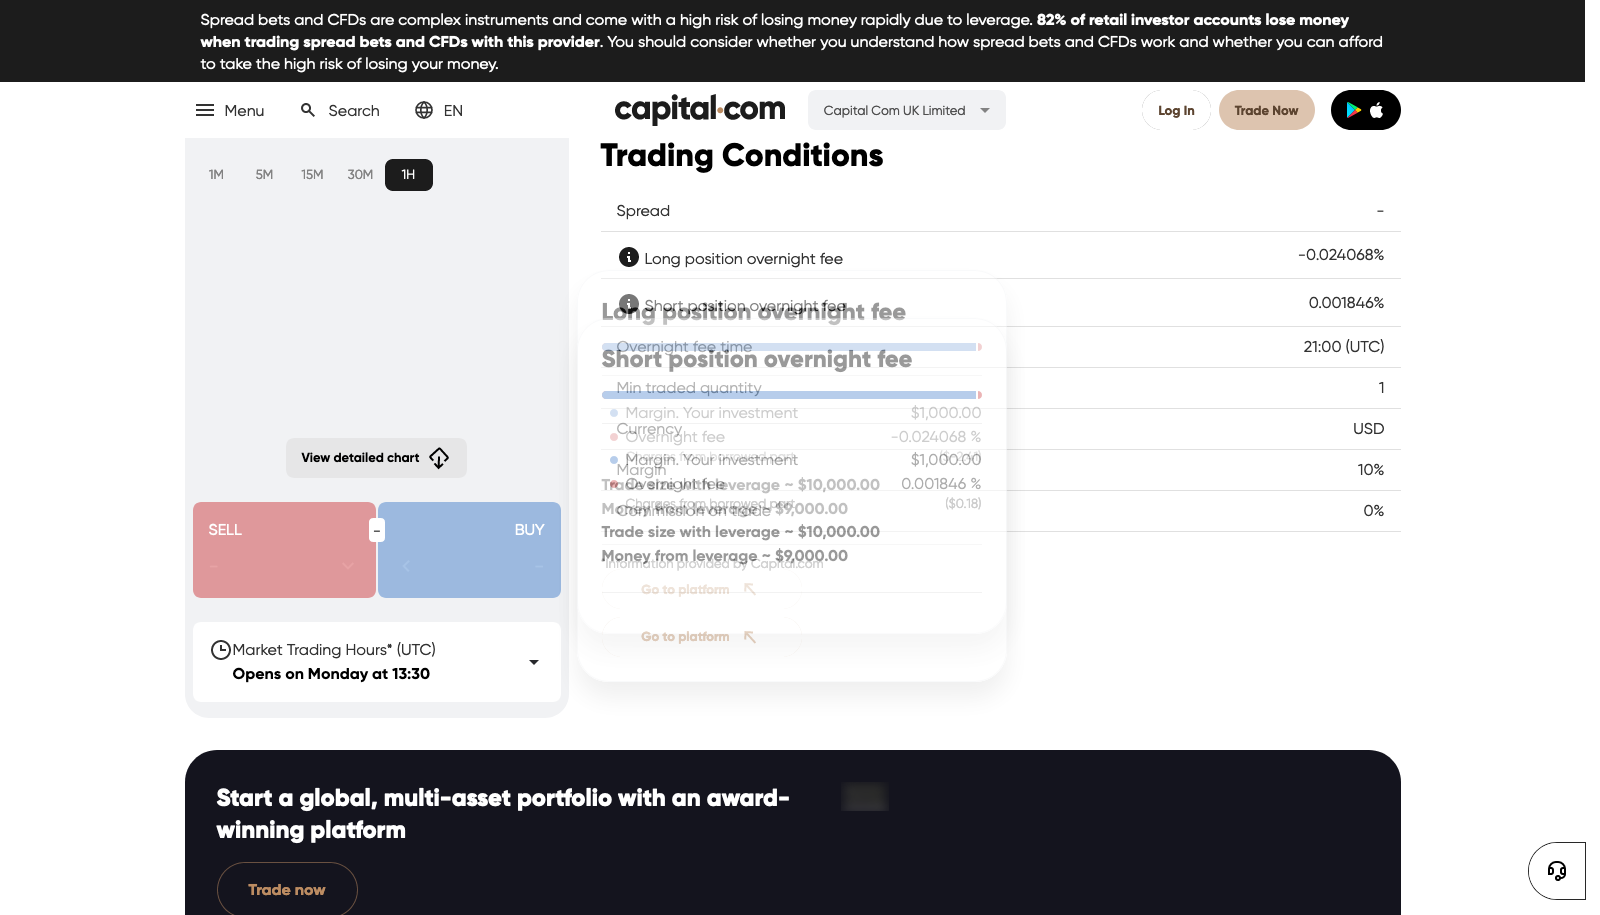 Spread bets and CFDs are complex instruments and come with a high risk of losing money rapidly due to leverage. 82% of retail investor accounts lose money
when trading spread bets and CFDs with this provider. You should consider whether you understand how spread bets and CFDs work and whether you can afford
to take the high risk of losing your money.
Menu
Search
EN
capital.com
Capital Com UK Limited
Log In
Trade Now
1M 5M 15M 30M 1H
View detailed chart
SELL
-
BUY
-
-
Market Trading Hours* (UTC)
Opens on Monday at 13:30
Trading Conditions
Spread -
Long position overnight fee -0.024068%
Short position overnight fee 0.001846%
Overnight fee time 21:00 (UTC)
Min traded quantity 1
Currency USD
Margin 10%
Commission on trade 0%
Information provided by Capital.com
Long position overnight fee
Margin. Your investment $1,000.00
Overnight fee -0.024068 %
Charges from borrowed part
Trade size with leverage ~ $10,000.00
Money from leverage ~ $9,000.00
Go to platform
Short position overnight fee
Margin. Your investment $1,000.00
Overnight fee 0.001846 %
Charges from borrowed part ($0.18)
Trade size with leverage ~ $10,000.00
Money from leverage ~ $9,000.00
Go to platform
Start a global, multi-asset portfolio with an award-
winning platform
Trade now